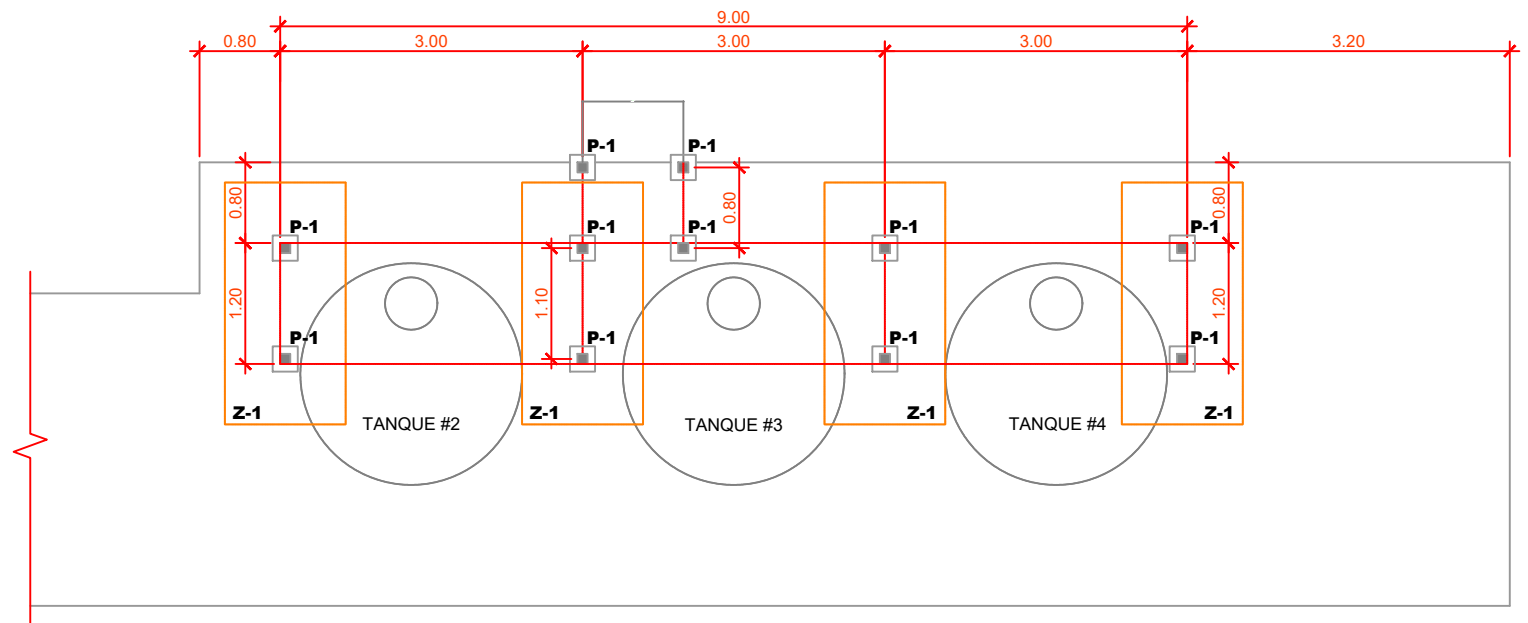 9.00
0.80 3.00 3.00 3.00 3.20
P-1 P-1
0.80 0.80 0.80
P-1 P-1 P-1 P-1 P-1
1.20 1.10 1.20
P-1 P-1 P-1 P-1
Z-1 Z-1 Z-1 Z-1
TANQUE #2 TANQUE #3 TANQUE #4